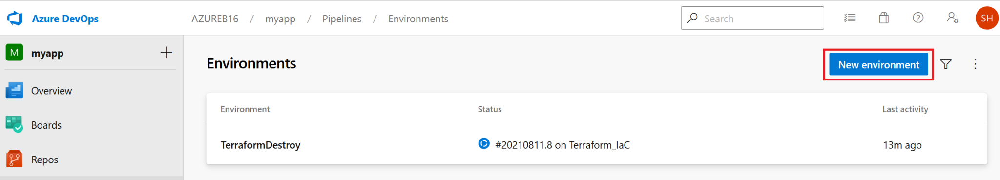 Azure DevOps
AZUREB16 / myapp / Pipelines / Environments
Search
SH
M
myapp
Environments
New environment
Overview
Boards
Repos
Environment Status Last activity
TerraformDestroy #20210811.8 on Terraform_IaC 13m ago